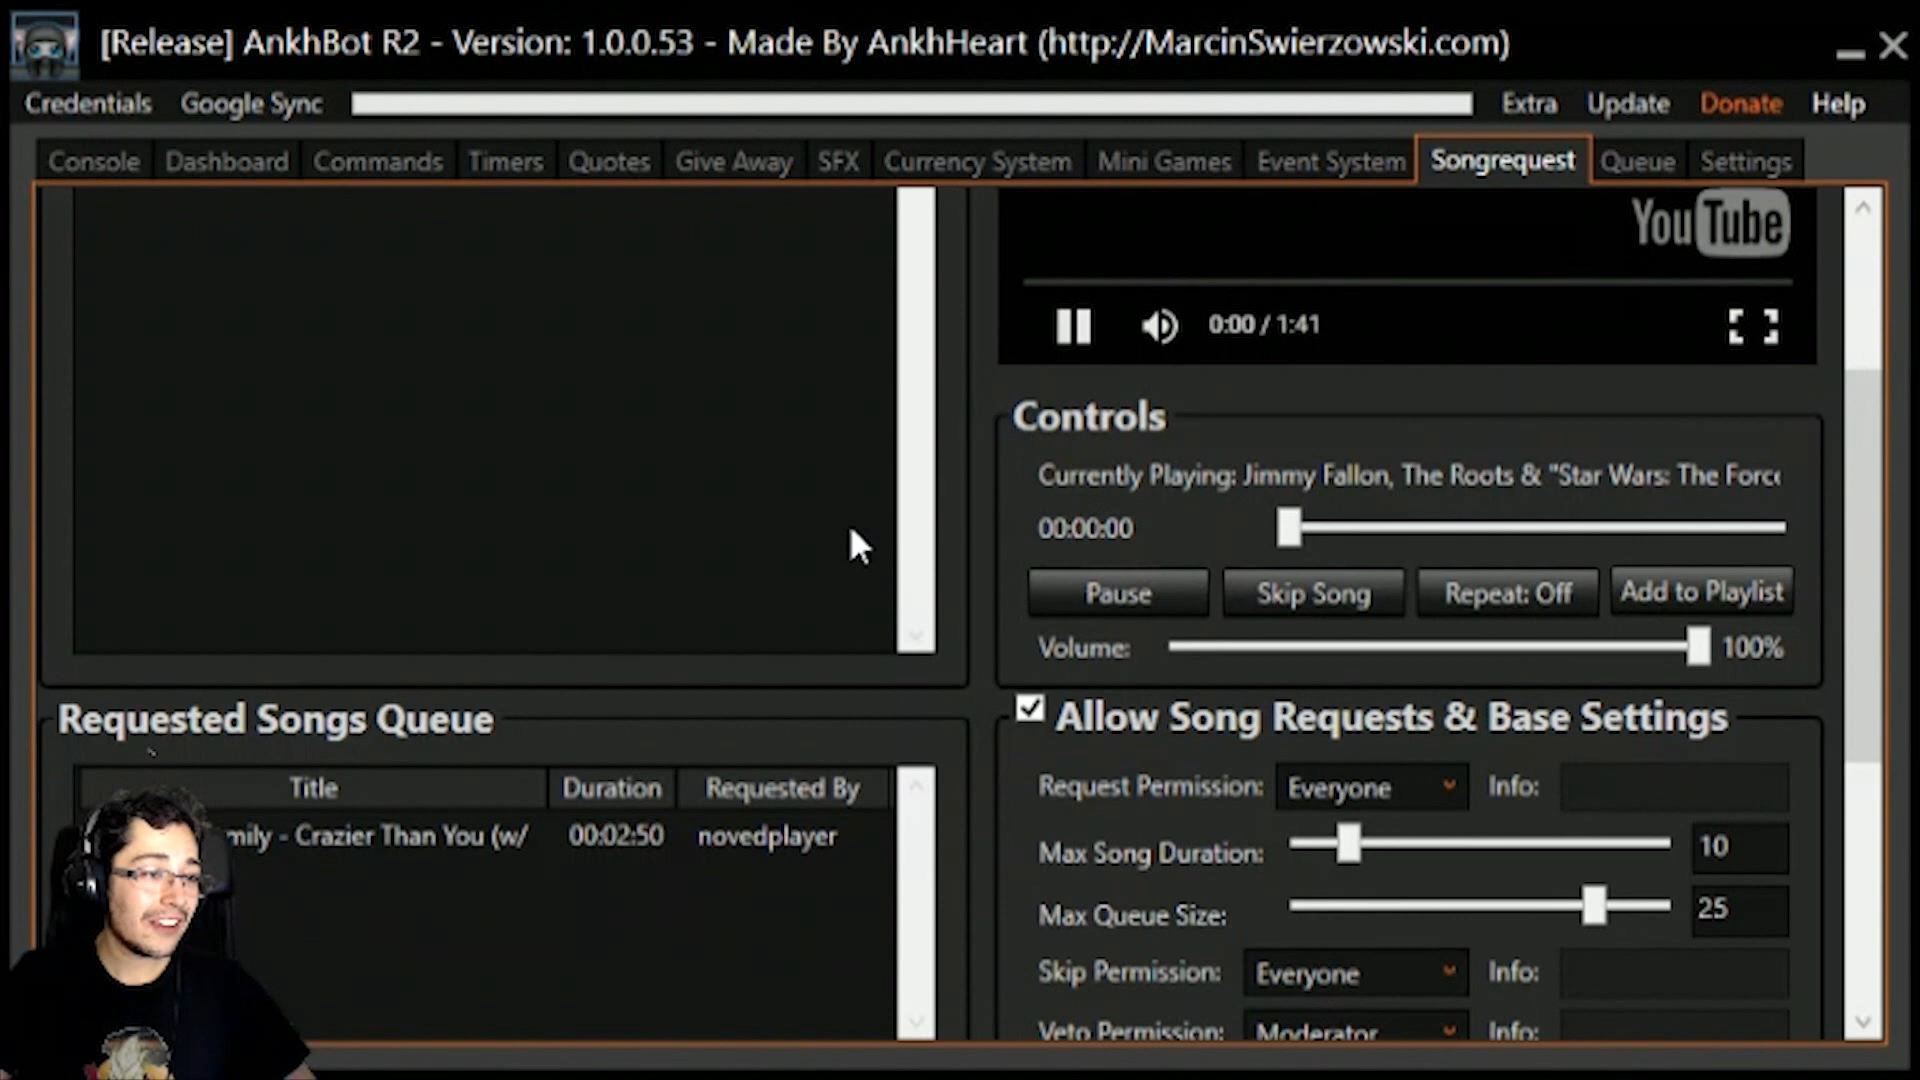 [Release] AnkhBot R2 - Version: 1.0.0.53 - Made By AnkhHeart (http://MarcinSwierzowski.com)
Credentials Google Sync Extra Update Donate Help
Console Dashboard Commands Timers Quotes Give Away SFX Currency System Mini Games Event System Songrequest Queue Settings
YouTube
0:00 / 1:41
Controls
Currently Playing: Jimmy Fallon, The Roots & "Star Wars: The Force
00:00:00
Pause Skip Song Repeat: Off Add to Playlist
Volume: 100%
Requested Songs Queue
Title Duration Requested By
mily - Crazier Than You (w/ 00:02:50 novedplayer
Allow Song Requests & Base Settings
Request Permission: Everyone Info:
Max Song Duration: 10
Max Queue Size: 25
Skip Permission: Everyone Info:
Veto Permission: Moderator Info: